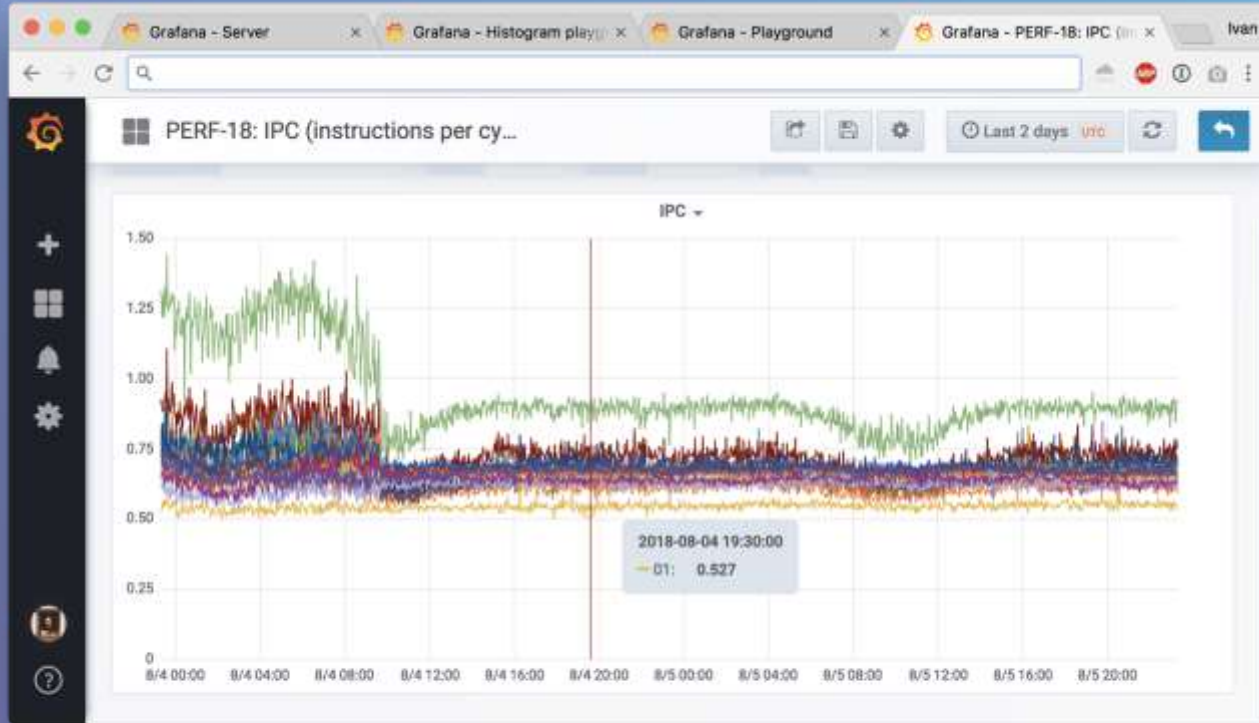 Grafana - Server
Grafana - Histogram playg
Grafana - Playground
Grafana - PERF-18: IPC
Ivan
PERF-18: IPC (instructions per cy...
Last 2 days UTC
IPC
1.50
1.25
1.00
0.75
0.50
0.25
0
2018-08-04 19:30:00
01: 0.527
8/4 00:00 8/4 04:00 8/4 08:00 8/4 12:00 8/4 16:00 8/4 20:00 8/5 00:00 8/5 04:00 8/5 08:00 8/5 12:00 8/5 16:00 8/5 20:00